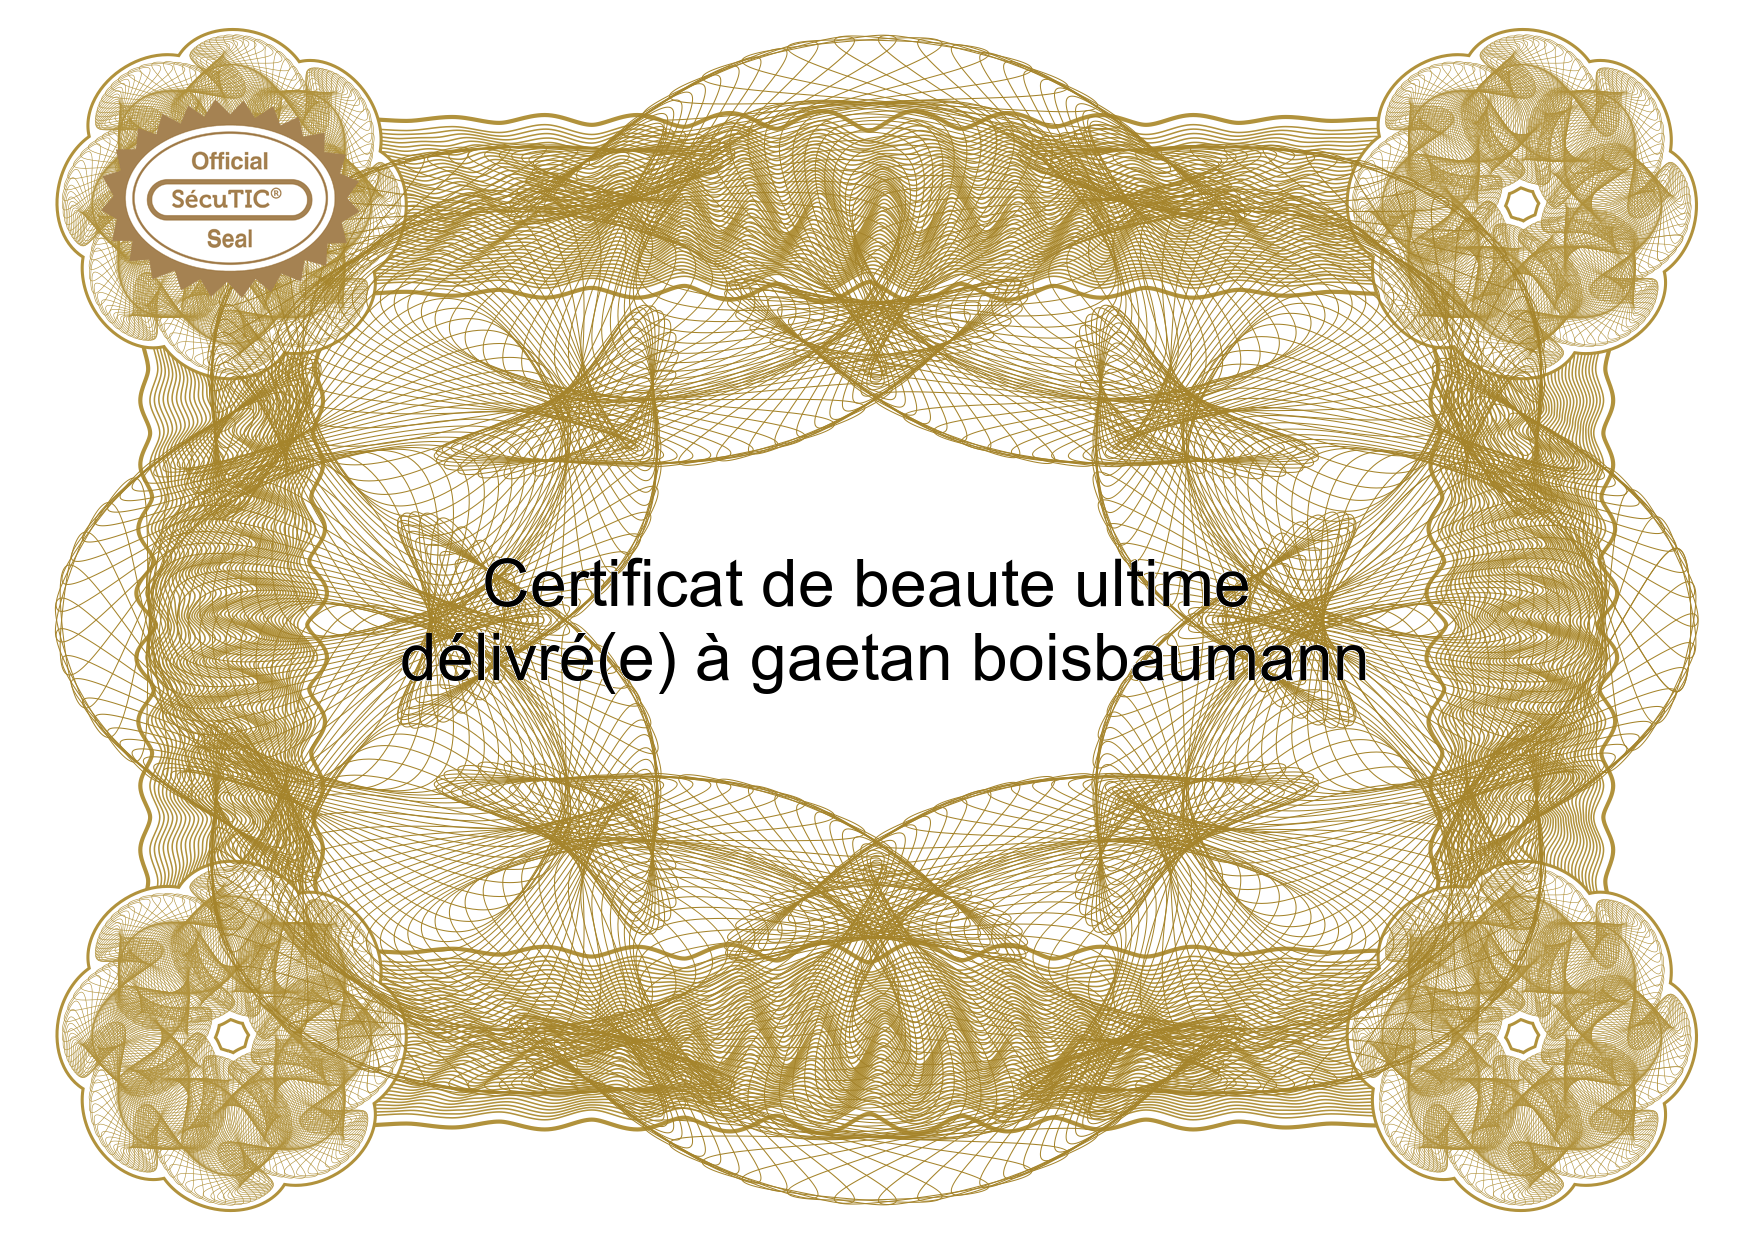 Official
SécuTIC®
Seal
Certificat de beaute ultime
délivré(e) à gaetan boisbaumann